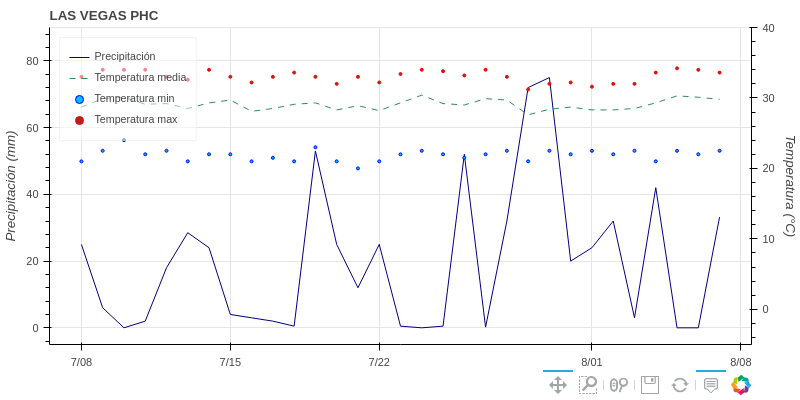 LAS VEGAS PHC
Precipitación
Temperatura media
Temperatura min
Temperatura max
Precipitación (mm)
80
60
40
20
0
Temperatura (°C)
40
30
20
10
0
7/08
7/15
7/22
8/01
8/08